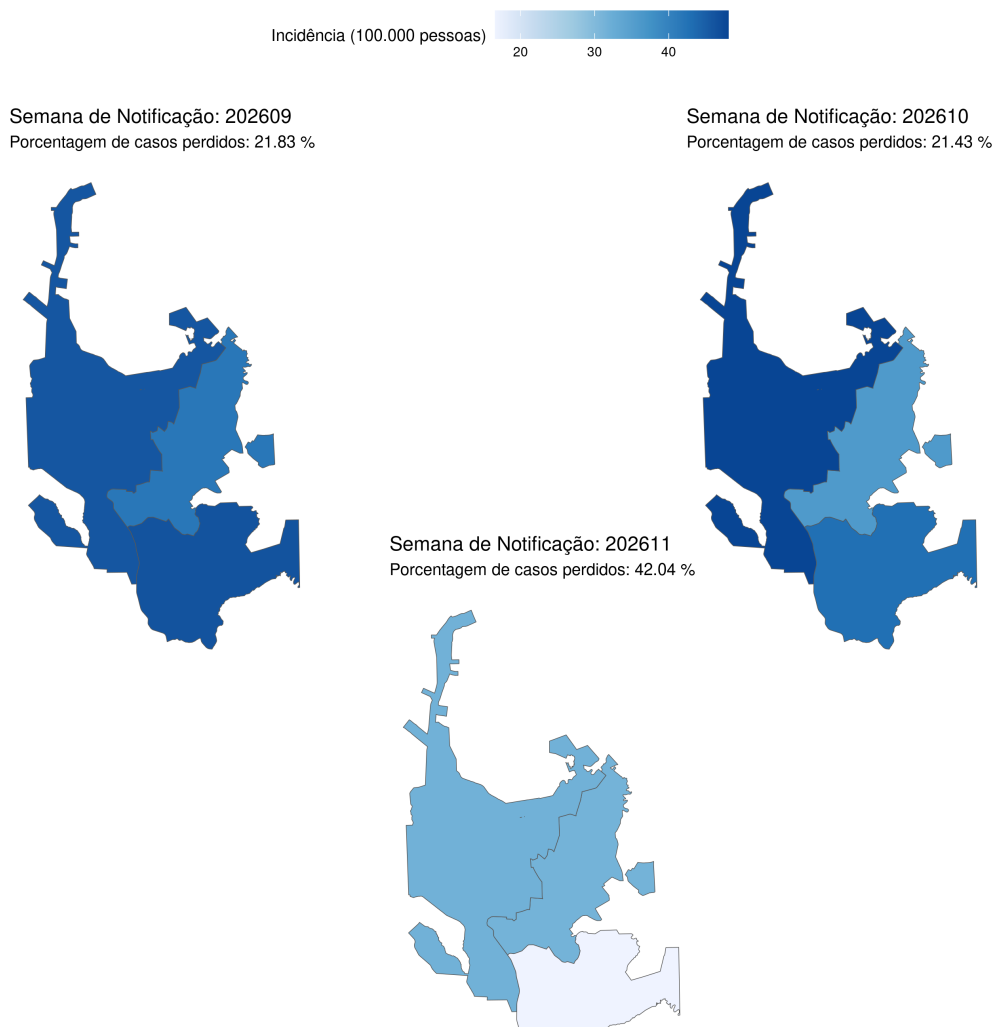 Incidência (100.000 pessoas)
20 30 40
Semana de Notificação: 202609
Porcentagem de casos perdidos: 21.83 %
Semana de Notificação: 202610
Porcentagem de casos perdidos: 21.43 %
Semana de Notificação: 202611
Porcentagem de casos perdidos: 42.04 %